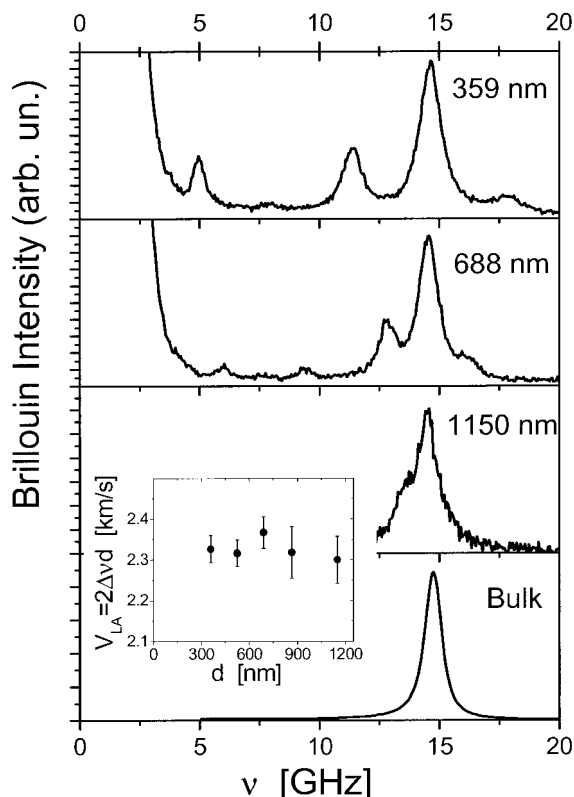 0 5 10 15 20
359 nm
688 nm
1150 nm
Bulk
Brillouin Intensity (arb. un.)
V_LA=2Δνd [km/s]
2.4
2.3
2.2
2.1
0 300 600 900 1200
d [nm]
0 5 10 15 20
ν [GHz]